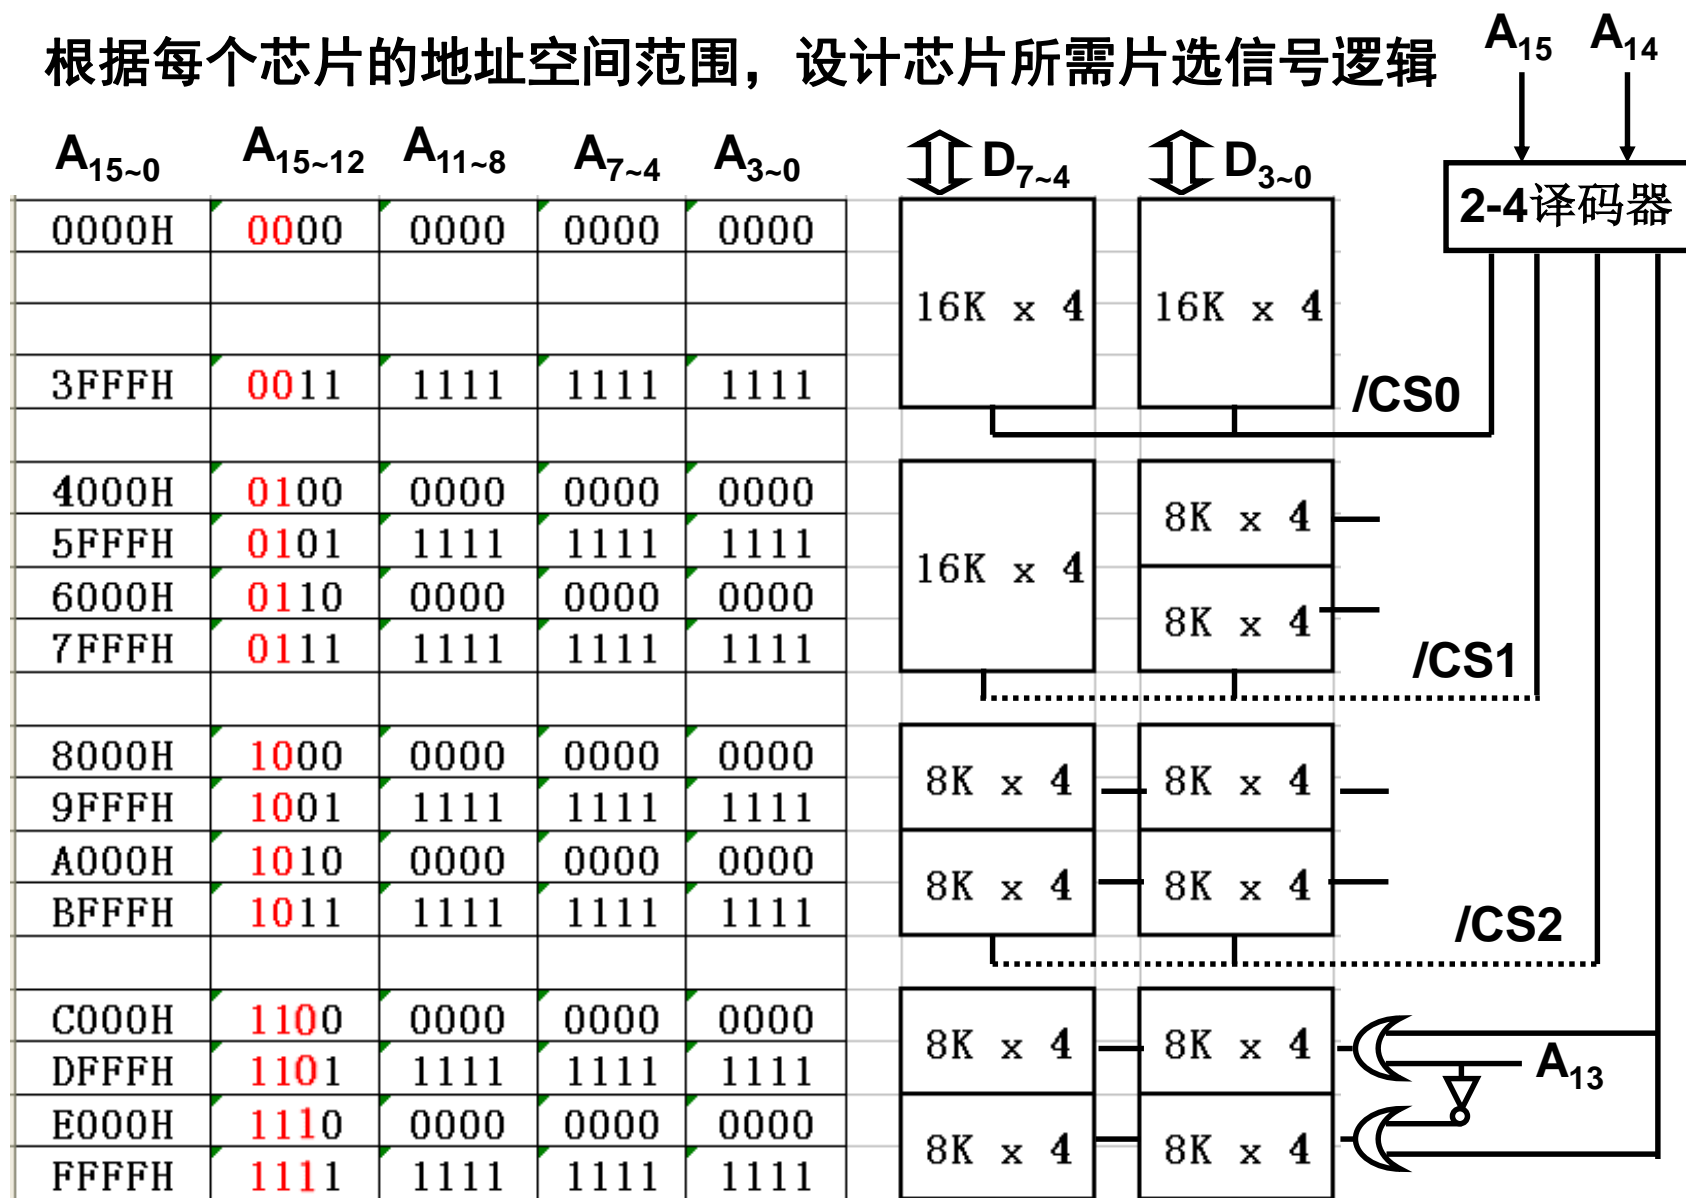 根据每个芯片的地址空间范围，设计芯片所需片选信号逻辑
A15 A14
A15~0 A15~12 A11~8 A7~4 A3~0 D7~4 D3~0
2-4译码器
0000H 0000 0000 0000 0000
16K x 4 16K x 4
3FFFH 0011 1111 1111 1111
/CS0
4000H 0100 0000 0000 0000
8K x 4
5FFFH 0101 1111 1111 1111
16K x 4
6000H 0110 0000 0000 0000
8K x 4
7FFFH 0111 1111 1111 1111
/CS1
8000H 1000 0000 0000 0000
8K x 4 8K x 4
9FFFH 1001 1111 1111 1111
A000H 1010 0000 0000 0000
8K x 4 8K x 4
BFFFH 1011 1111 1111 1111
/CS2
C000H 1100 0000 0000 0000
8K x 4 8K x 4
DFFFH 1101 1111 1111 1111
A13
E000H 1110 0000 0000 0000
8K x 4 8K x 4
FFFFH 1111 1111 1111 1111